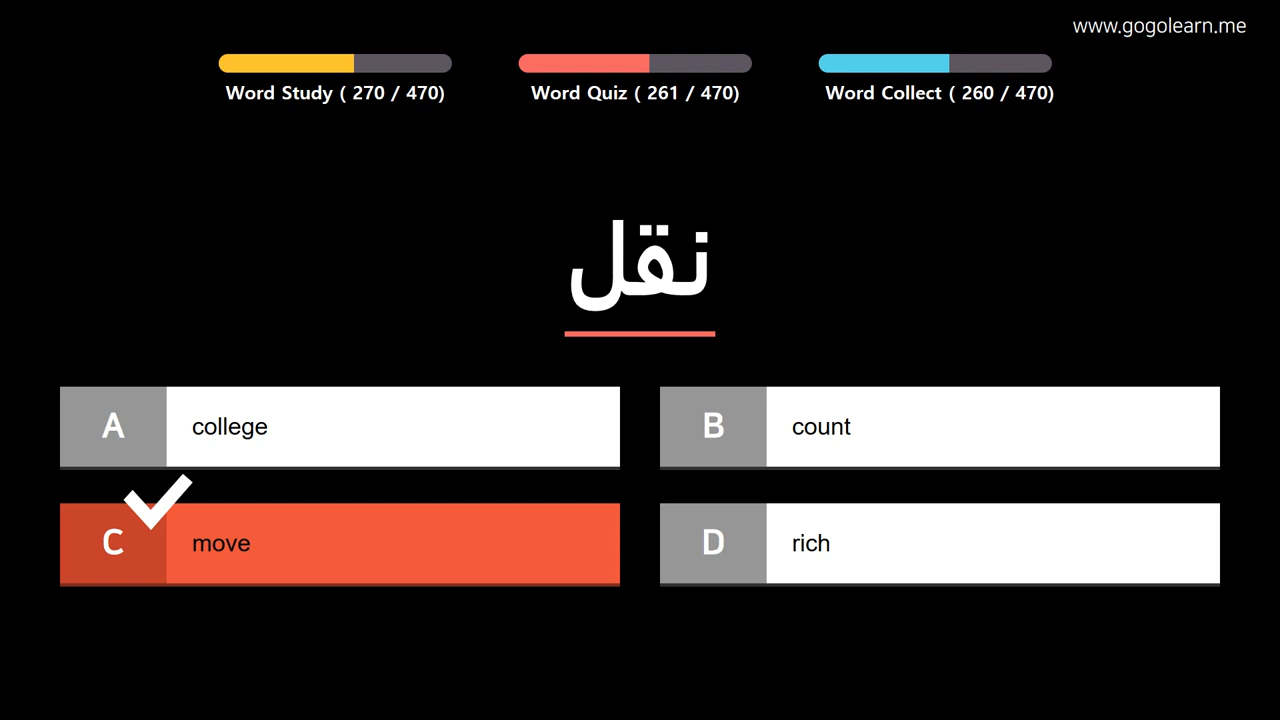 www.gogolearn.me
Word Study ( 270 / 470)
Word Quiz ( 261 / 470)
Word Collect ( 260 / 470)
نقل
A college
B count
C move
D rich